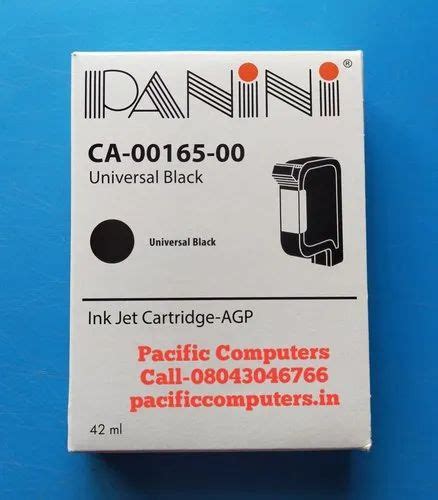 PANiNi®
CA-00165-00
Universal Black
Universal Black
Ink Jet Cartridge-AGP
Pacific Computers
Call-08043046766
pacificcomputers.in
42 ml